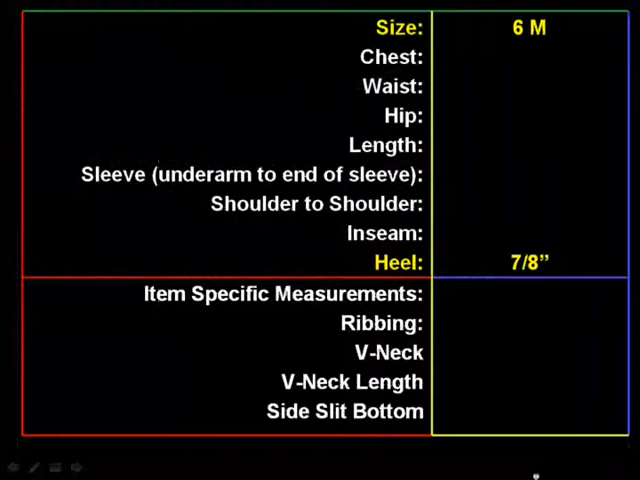 Size: 6 M
Chest:
Waist:
Hip:
Length:
Sleeve (underarm to end of sleeve):
Shoulder to Shoulder:
Inseam:
Heel: 7/8”
Item Specific Measurements:
Ribbing:
V-Neck
V-Neck Length
Side Slit Bottom